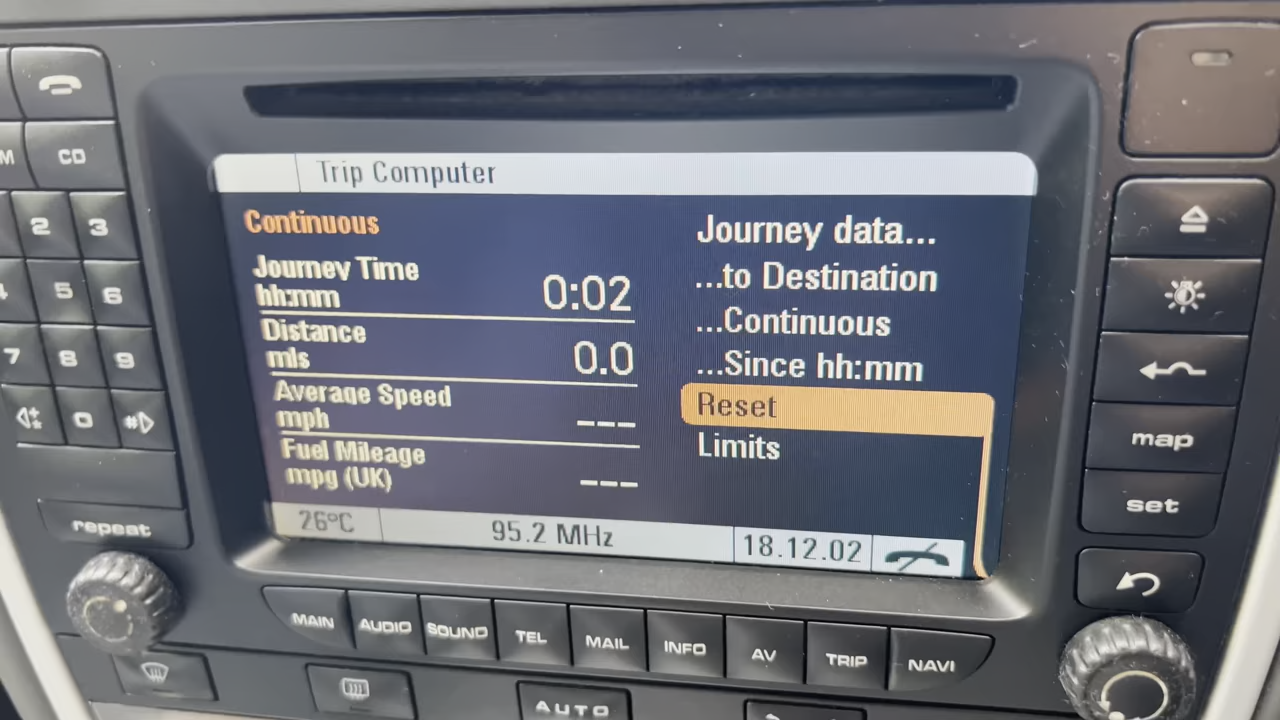 Trip Computer
Continuous
Journey Time
hh:mm 0:02
Distance
mls 0.0
Average Speed
mph ---
Fuel Mileage
mpg (UK) ---
Journey data...
...to Destination
...Continuous
...Since hh:mm
Reset
Limits
26°C 95.2 MHz 18.12.02
M CD
2 3
4 5 6
7 8 9
0 #
repeat
map
set
MAIN AUDIO SOUND TEL MAIL INFO AV TRIP NAVI
AUTO